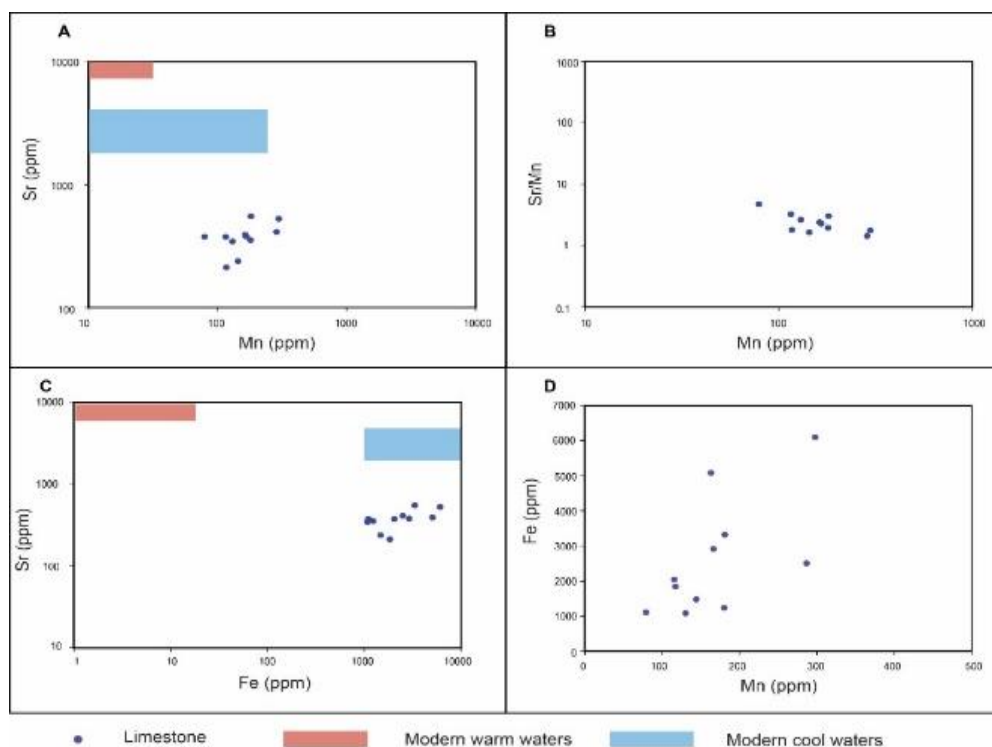 A
10000
1000
100
Sr (ppm)
10
100
1000
10000
Mn (ppm)
B
1000
100
10
1
0.1
Sr/Mn
10
100
1000
Mn (ppm)
C
10000
1000
100
10
Sr (ppm)
1
10
100
1000
10000
Fe (ppm)
D
7000
6000
5000
4000
3000
2000
1000
0
Fe (ppm)
0
100
200
300
400
500
Mn (ppm)
Limestone
Modern warm waters
Modern cool waters